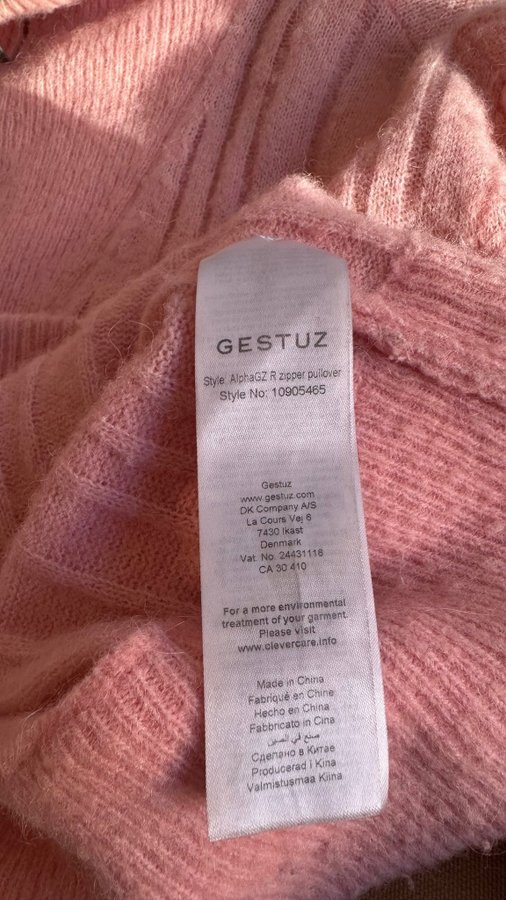 GESTUZ
Style: AlphaGZ R zipper pullover
Style No: 10905465
Gestuz
www.gestuz.com
DK Company A/S
La Cours Vej 6
7430 Ikast
Denmark
Vat. No. 24431118
CA 30 410
For a more environmental
treatment of your garment.
Please visit
www.clevercare.info
Made in China
Fabriqué en Chine
Hecho en China
Fabbricato in Cina
صنع في الصين
Сделано в Китае
Producerad i Kina
Valmistusmaa Kiina